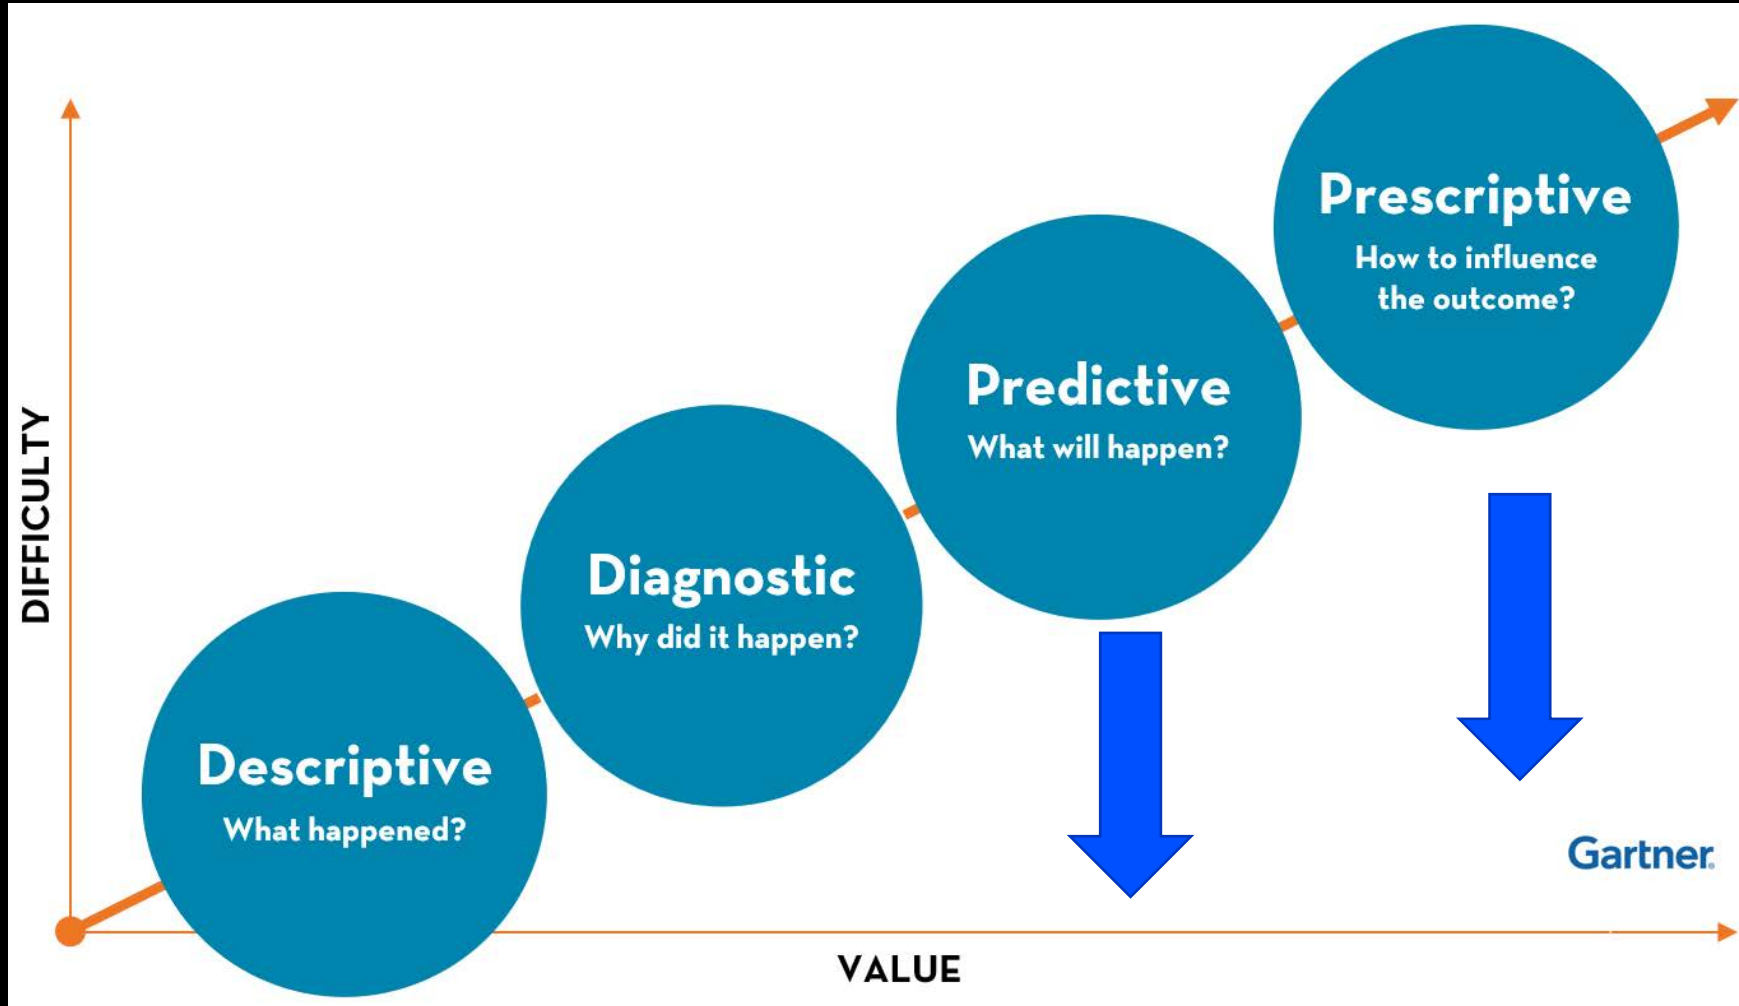 DIFFICULTY
Descriptive
What happened?
Diagnostic
Why did it happen?
Predictive
What will happen?
Prescriptive
How to influence
the outcome?
Gartner®
VALUE